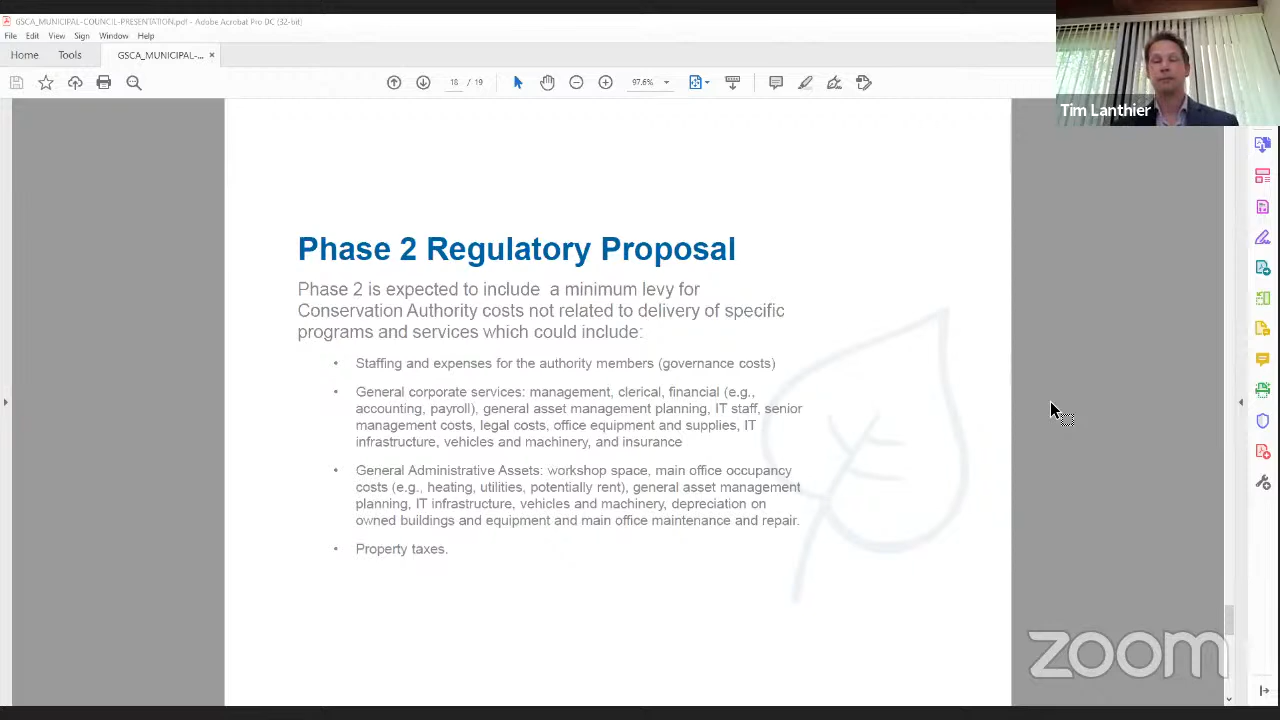 GSCA_MUNICIPAL-COUNCIL-PRESENTATION.pdf - Adobe Acrobat Pro DC (32-bit)
File Edit View Sign Window Help
Home Tools GSCA_MUNICIPAL-... ×
18 / 19 97.6%
Tim Lanthier
Phase 2 Regulatory Proposal
Phase 2 is expected to include a minimum levy for
Conservation Authority costs not related to delivery of specific
programs and services which could include:
• Staffing and expenses for the authority members (governance costs)
• General corporate services: management, clerical, financial (e.g.,
accounting, payroll), general asset management planning, IT staff, senior
management costs, legal costs, office equipment and supplies, IT
infrastructure, vehicles and machinery, and insurance
• General Administrative Assets: workshop space, main office occupancy
costs (e.g., heating, utilities, potentially rent), general asset management
planning, IT infrastructure, vehicles and machinery, depreciation on
owned buildings and equipment and main office maintenance and repair.
• Property taxes.
zoom